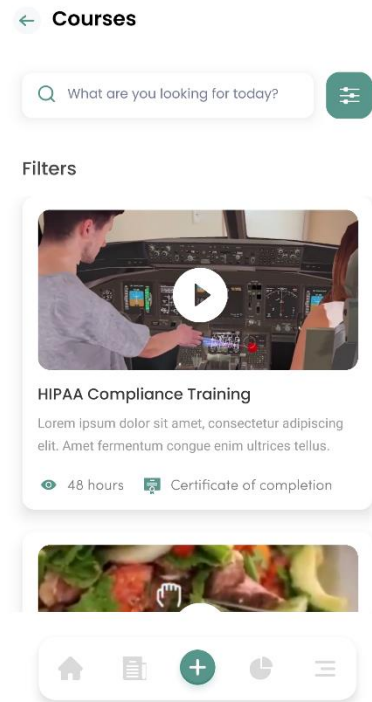 Courses
What are you looking for today?
Filters
HIPAA Compliance Training
Lorem ipsum dolor sit amet, consectetur adipiscing
elit. Amet fermentum congue enim ultrices tellus.
48 hours Certificate of completion